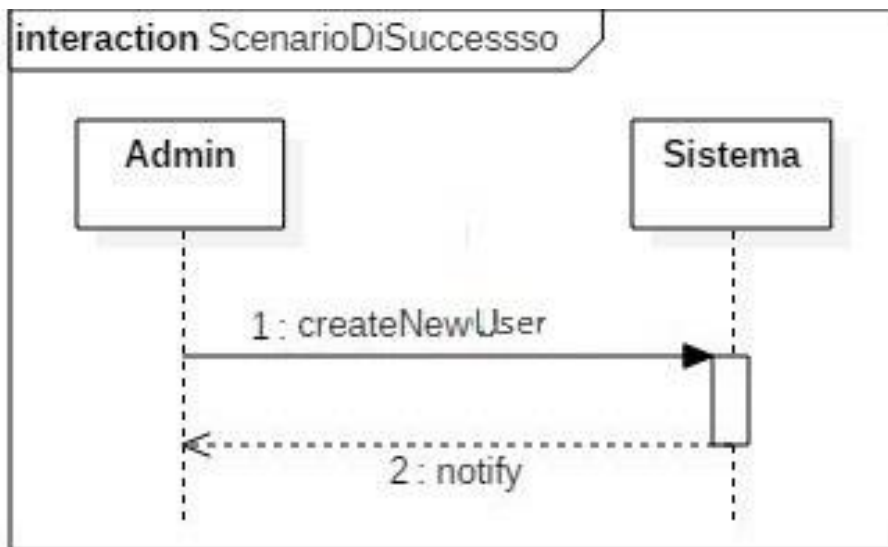 interaction ScenarioDiSuccessso
Admin
Sistema
1 : createNewUser
2 : notify